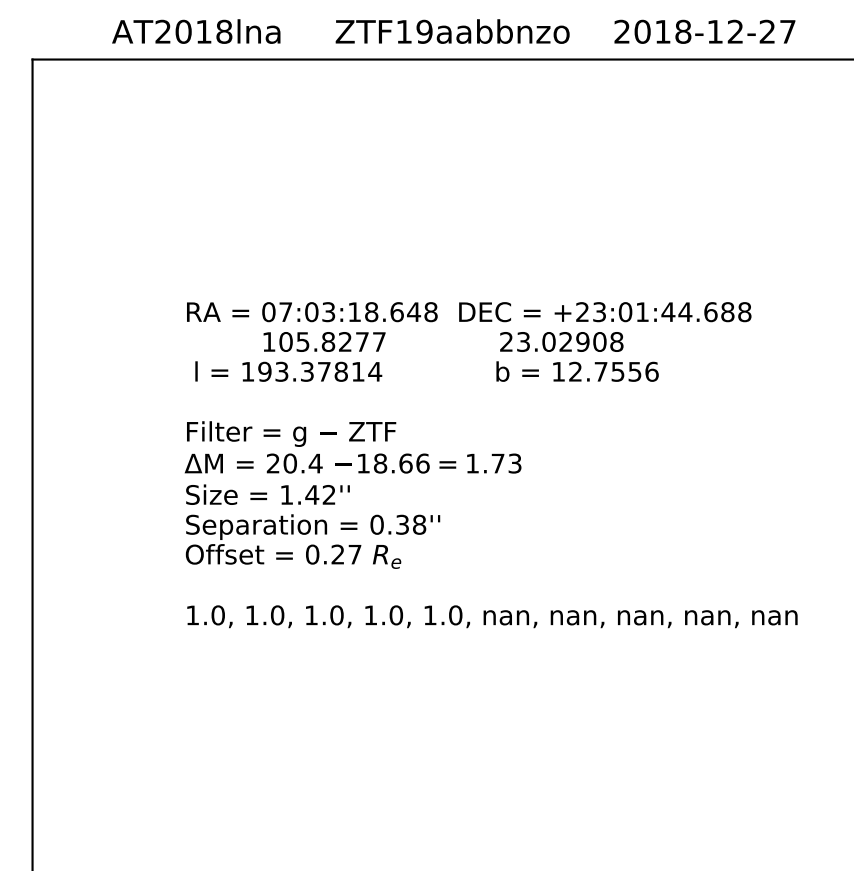 AT2018lna ZTF19aabbnzo 2018-12-27
RA = 07:03:18.648 DEC = +23:01:44.688
105.8277 23.02908
l = 193.37814 b = 12.7556
Filter = g − ZTF
ΔM = 20.4 −18.66 = 1.73
Size = 1.42''
Separation = 0.38''
Offset = 0.27 Re
1.0, 1.0, 1.0, 1.0, 1.0, nan, nan, nan, nan, nan